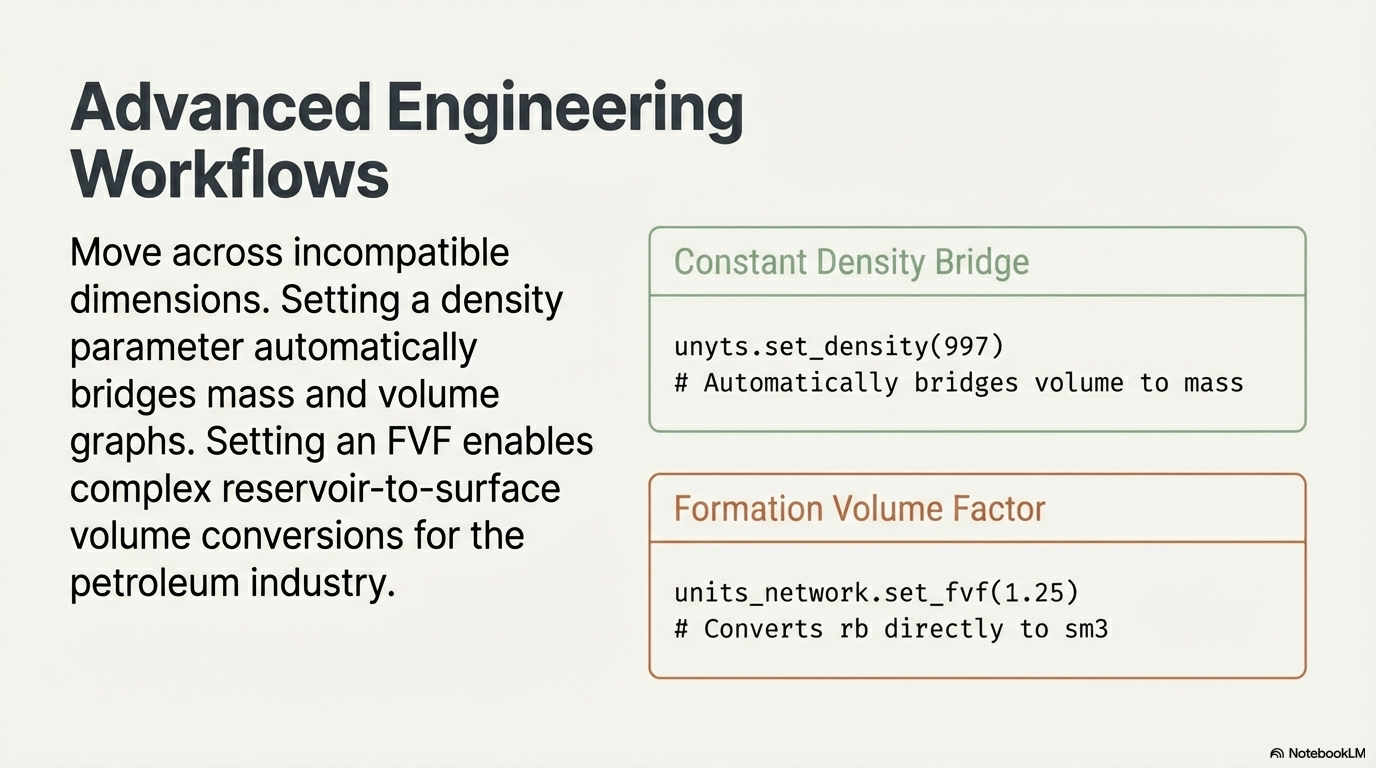 Advanced Engineering
Workflows
Move across incompatible
dimensions. Setting a density
parameter automatically
bridges mass and volume
graphs. Setting an FVF enables
complex reservoir-to-surface
volume conversions for the
petroleum industry.
Constant Density Bridge
unyts.set_density(997)
# Automatically bridges volume to mass
Formation Volume Factor
units_network.set_fvf(1.25)
# Converts rb directly to sm3
NotebookLM